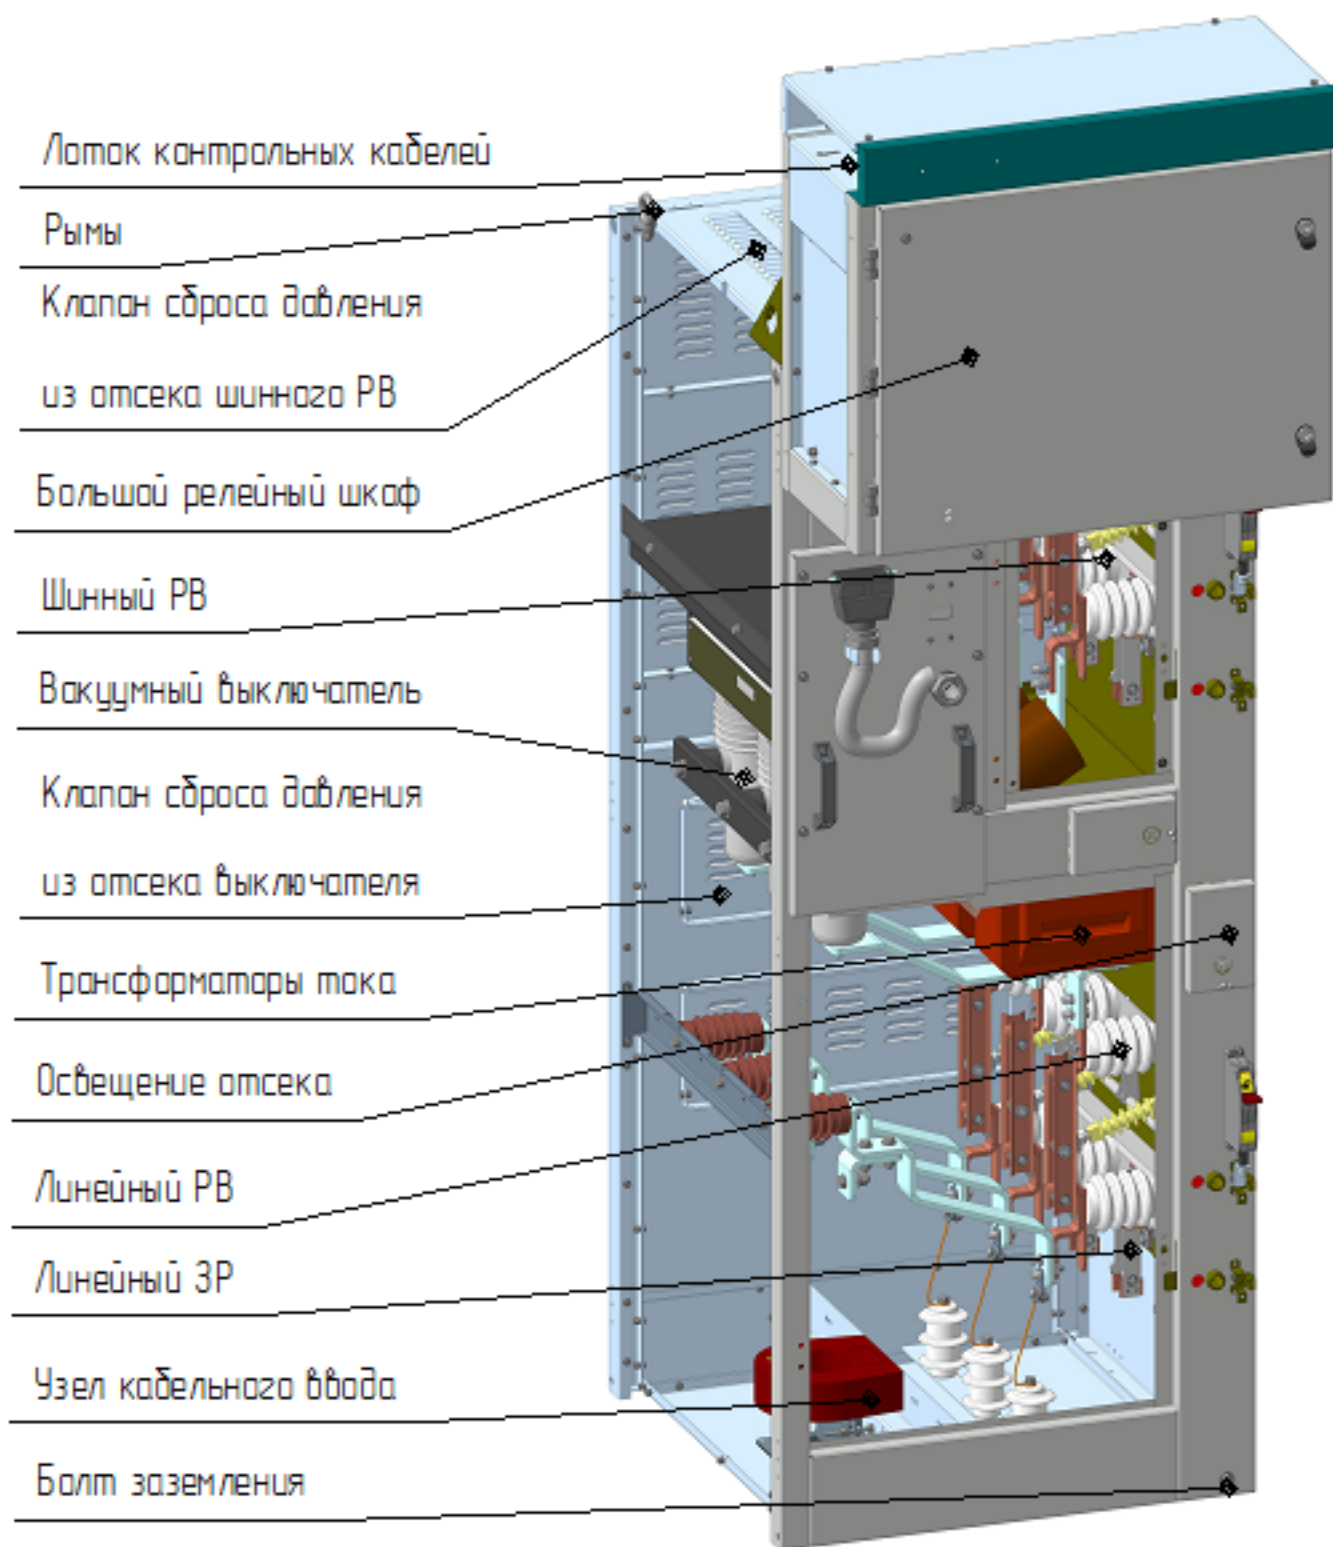 Лоток контрольных кабелей
Рымы
Клапан сброса давления
из отсека шинного РВ
Большой релейный шкаф
Шинный РВ
Вакуумный выключатель
Клапан сброса давления
из отсека выключателя
Трансформаторы тока
Освещение отсека
Линейный РВ
Линейный ЗР
Узел кабельного ввода
Болт заземления